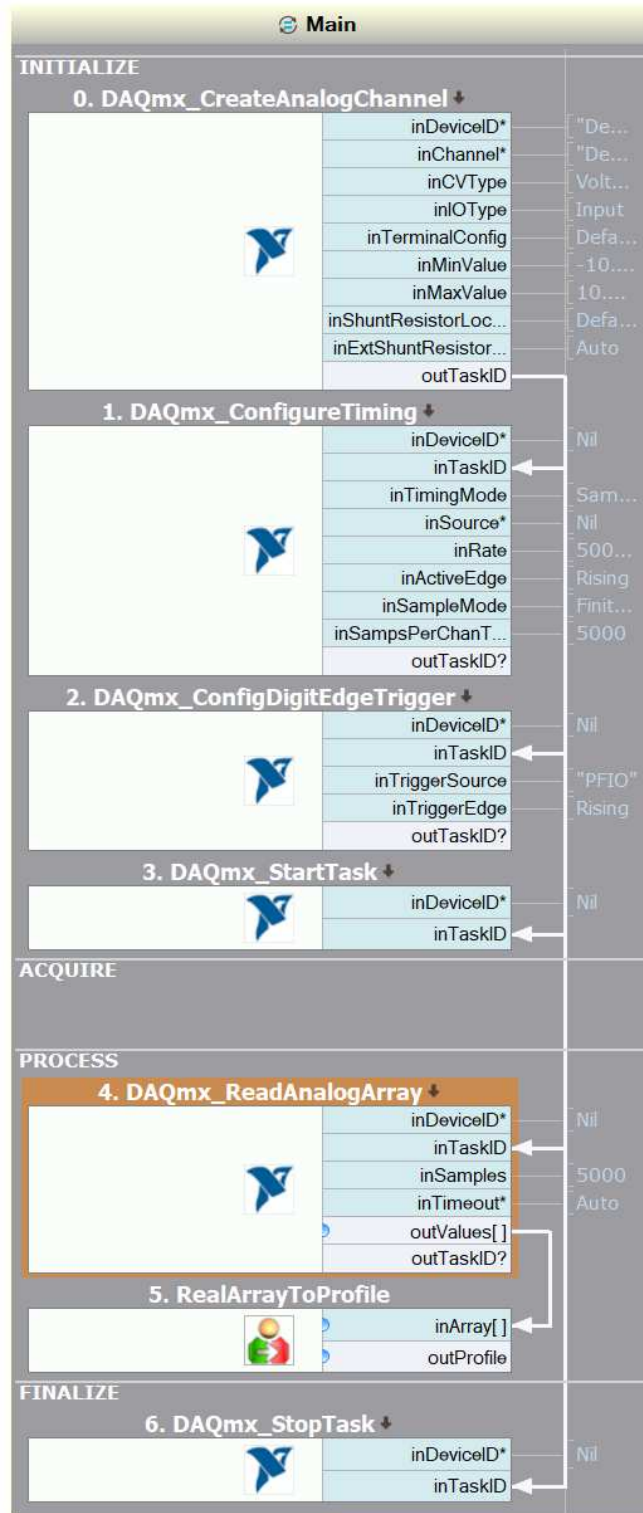 Main
INITIALIZE
0. DAQmx_CreateAnalogChannel
inDeviceID* "De...
inChannel* "De...
inCVType Volt...
inIOType Input
inTerminalConfig Defa...
inMinValue -10....
inMaxValue 10....
inShuntResistorLoc... Defa...
inExtShuntResistor... Auto
outTaskID
1. DAQmx_ConfigureTiming
inDeviceID* Nil
inTaskID
inTimingMode Sam...
inSource* Nil
inRate 500...
inActiveEdge Rising
inSampleMode Finit...
inSampsPerChanT... 5000
outTaskID?
2. DAQmx_ConfigDigitEdgeTrigger
inDeviceID* Nil
inTaskID
inTriggerSource "PFI0"
inTriggerEdge Rising
outTaskID?
3. DAQmx_StartTask
inDeviceID* Nil
inTaskID
ACQUIRE
PROCESS
4. DAQmx_ReadAnalogArray
inDeviceID* Nil
inTaskID
inSamples 5000
inTimeout* Auto
outValues[ ]
outTaskID?
5. RealArrayToProfile
inArray[ ]
outProfile
FINALIZE
6. DAQmx_StopTask
inDeviceID* Nil
inTaskID